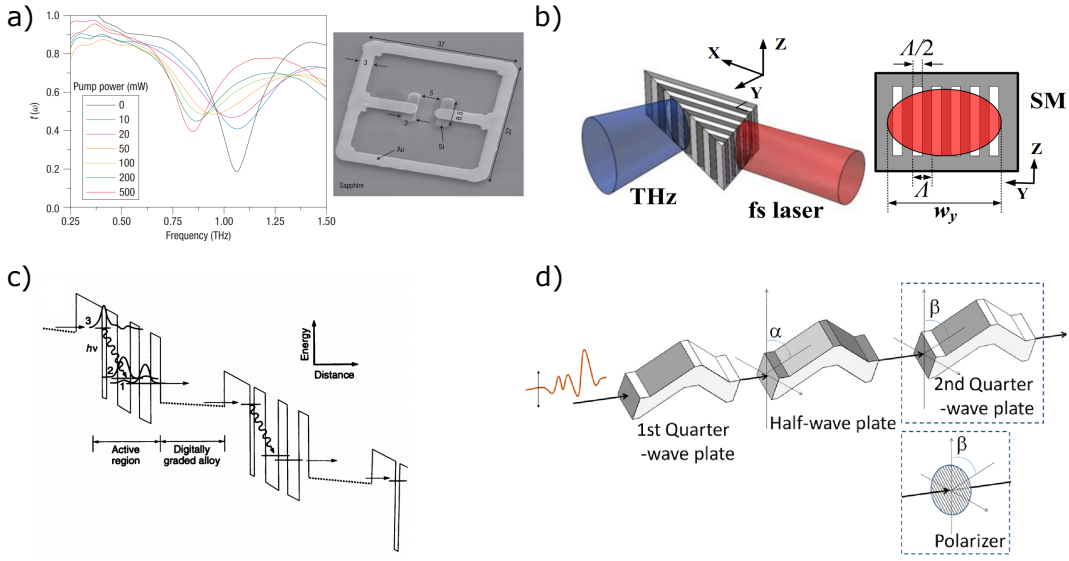 a)
1.0
0.8
0.6
0.4
0.2
0.0
t (ω)
Pump power (mW)
0
10
20
50
100
200
500
0.25
0.50
0.75
1.00
1.25
1.50
Frequency (THz)
37
3
5
8.5
3
37
Si
Au
Sapphire
b)
X
Z
Y
THz
fs laser
Λ/2
SM
Λ
w_y
Z
Y
c)
3
hν
2
1
Energy
Distance
Active
region
Digitally
graded alloy
d)
α
β
1st Quarter
-wave plate
Half-wave plate
2nd Quarter
-wave plate
β
Polarizer